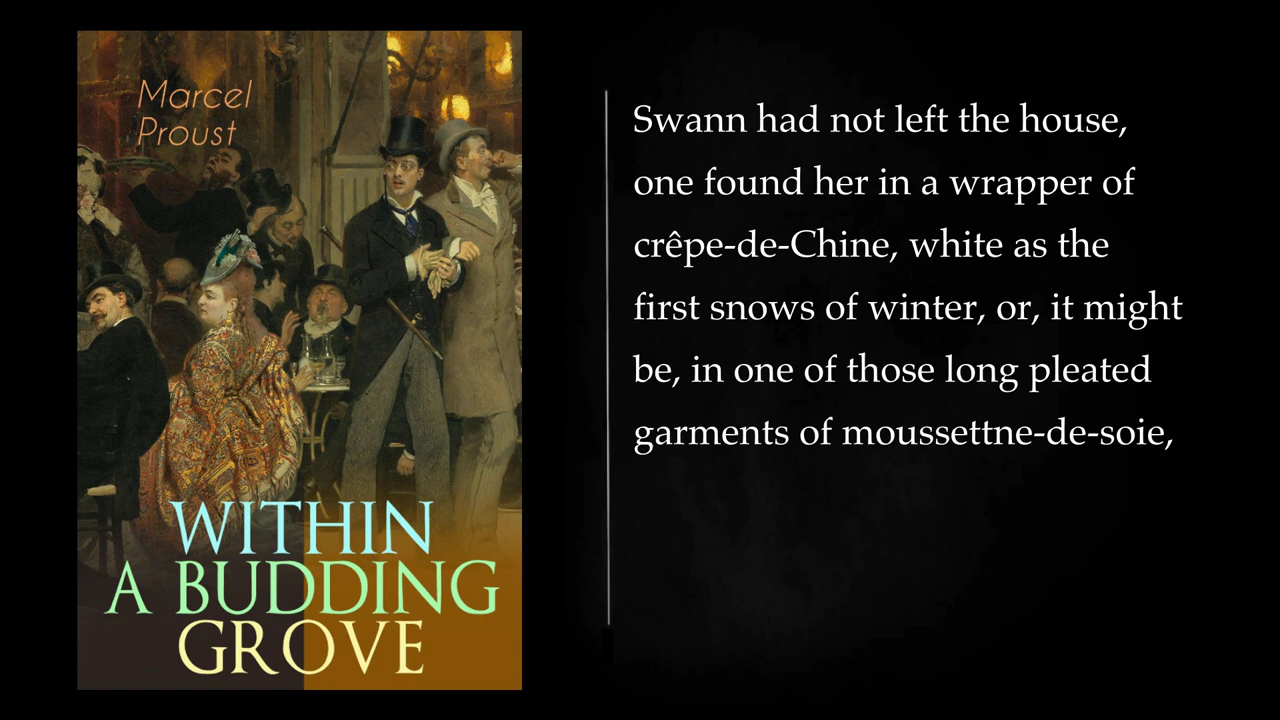 Marcel
Proust
WITHIN
A BUDDING
GROVE
Swann had not left the house,
one found her in a wrapper of
crêpe-de-Chine, white as the
first snows of winter, or, it might
be, in one of those long pleated
garments of moussettne-de-soie,